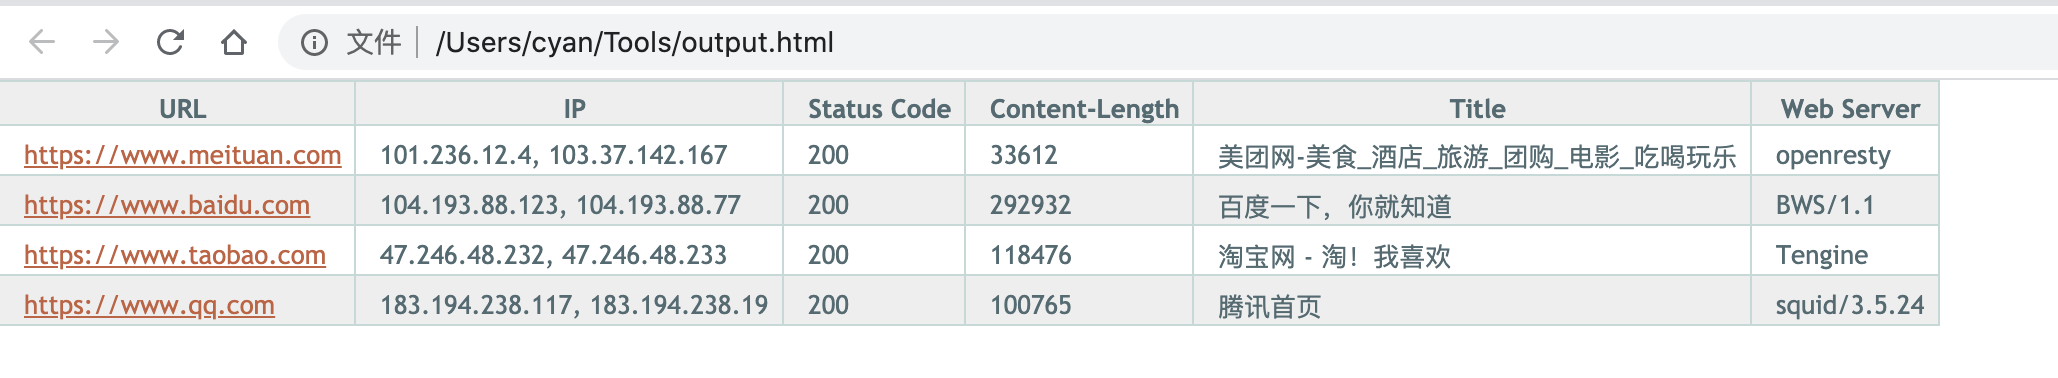 文件 /Users/cyan/Tools/output.html
URL IP Status Code Content-Length Title Web Server
https://www.meituan.com 101.236.12.4, 103.37.142.167 200 33612 美团网-美食_酒店_旅游_团购_电影_吃喝玩乐 openresty
https://www.baidu.com 104.193.88.123, 104.193.88.77 200 292932 百度一下，你就知道 BWS/1.1
https://www.taobao.com 47.246.48.232, 47.246.48.233 200 118476 淘宝网 - 淘！我喜欢 Tengine
https://www.qq.com 183.194.238.117, 183.194.238.19 200 100765 腾讯首页 squid/3.5.24